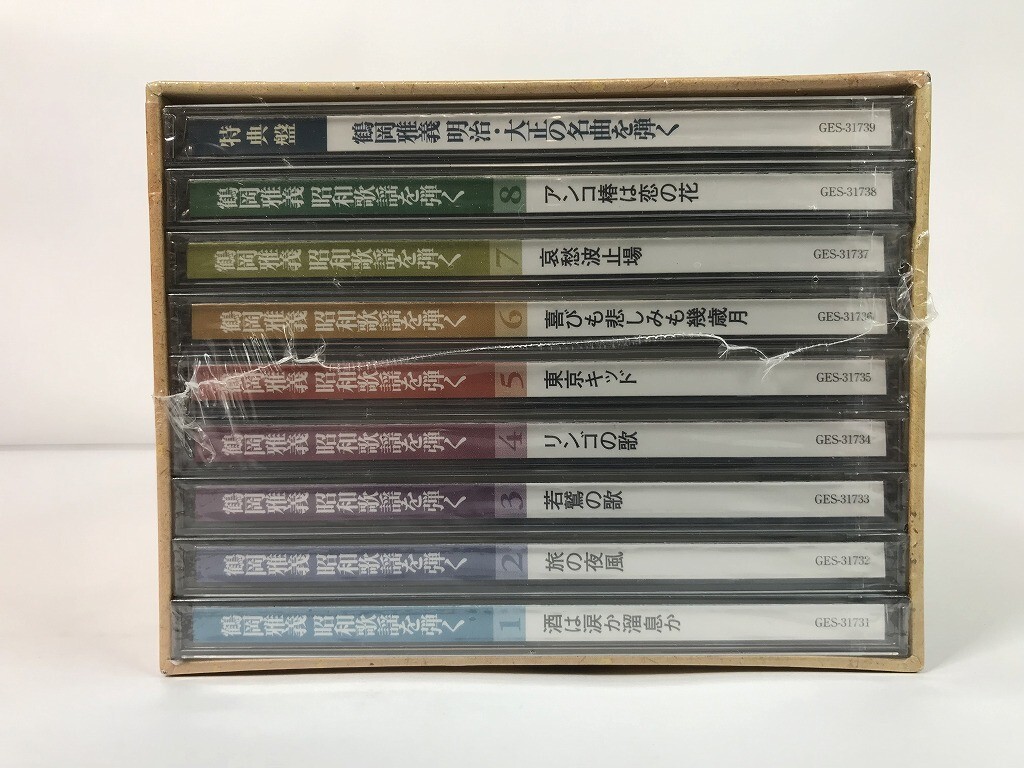 特典盤 鶴岡雅義 明治・大正の名曲を弾く GES-31739
鶴岡雅義 昭和歌謡を弾く 8 アンコ椿は恋の花 GES-31738
鶴岡雅義 昭和歌謡を弾く 7 哀愁波止場 GES-31737
鶴岡雅義 昭和歌謡を弾く 6 喜びも悲しみも幾歳月 GES-31736
鶴岡雅義 昭和歌謡を弾く 5 東京キッド GES-31735
鶴岡雅義 昭和歌謡を弾く 4 リンゴの歌 GES-31734
鶴岡雅義 昭和歌謡を弾く 3 若鷲の歌 GES-31733
鶴岡雅義 昭和歌謡を弾く 2 旅の夜風 GES-31732
鶴岡雅義 昭和歌謡を弾く 1 酒は涙か溜息か GES-31731